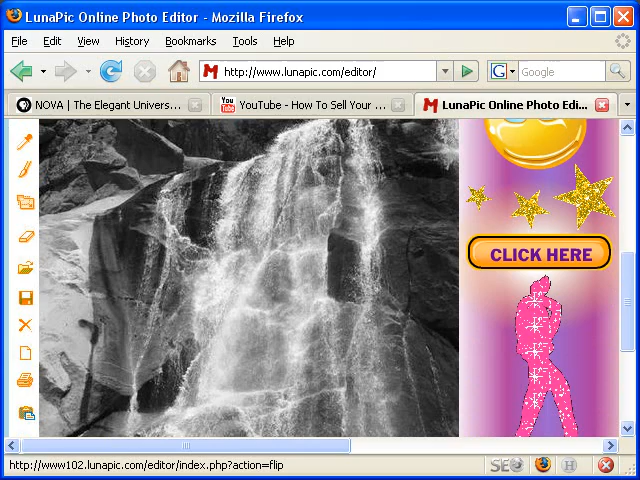 LunaPic Online Photo Editor - Mozilla Firefox
File Edit View History Bookmarks Tools Help
http://www.lunapic.com/editor/
G Google
NOVA | The Elegant Univers...
You Tube YouTube - How To Sell Your ...
LunaPic Online Photo Edi...
CLICK HERE
http://www102.lunapic.com/editor/index.php?action=flip